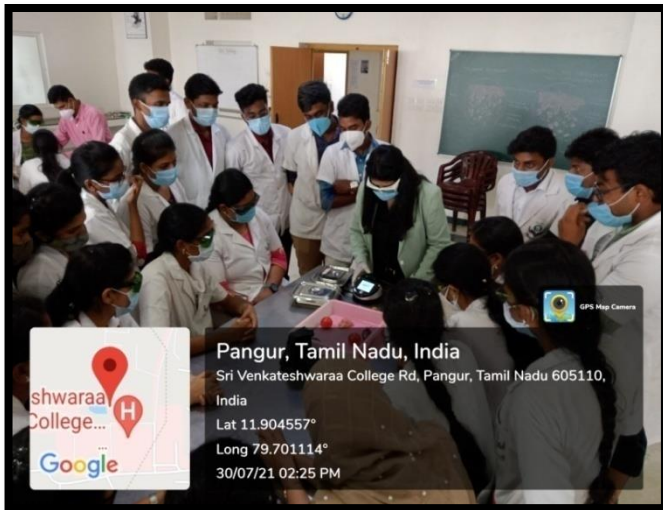 GPS Map Camera
Pangur, Tamil Nadu, India
Sri Venkateshwaraa College Rd, Pangur, Tamil Nadu 605110,
India
Lat 11.904557°
Long 79.701114°
30/07/21 02:25 PM
shwaraa
College...
H
Google